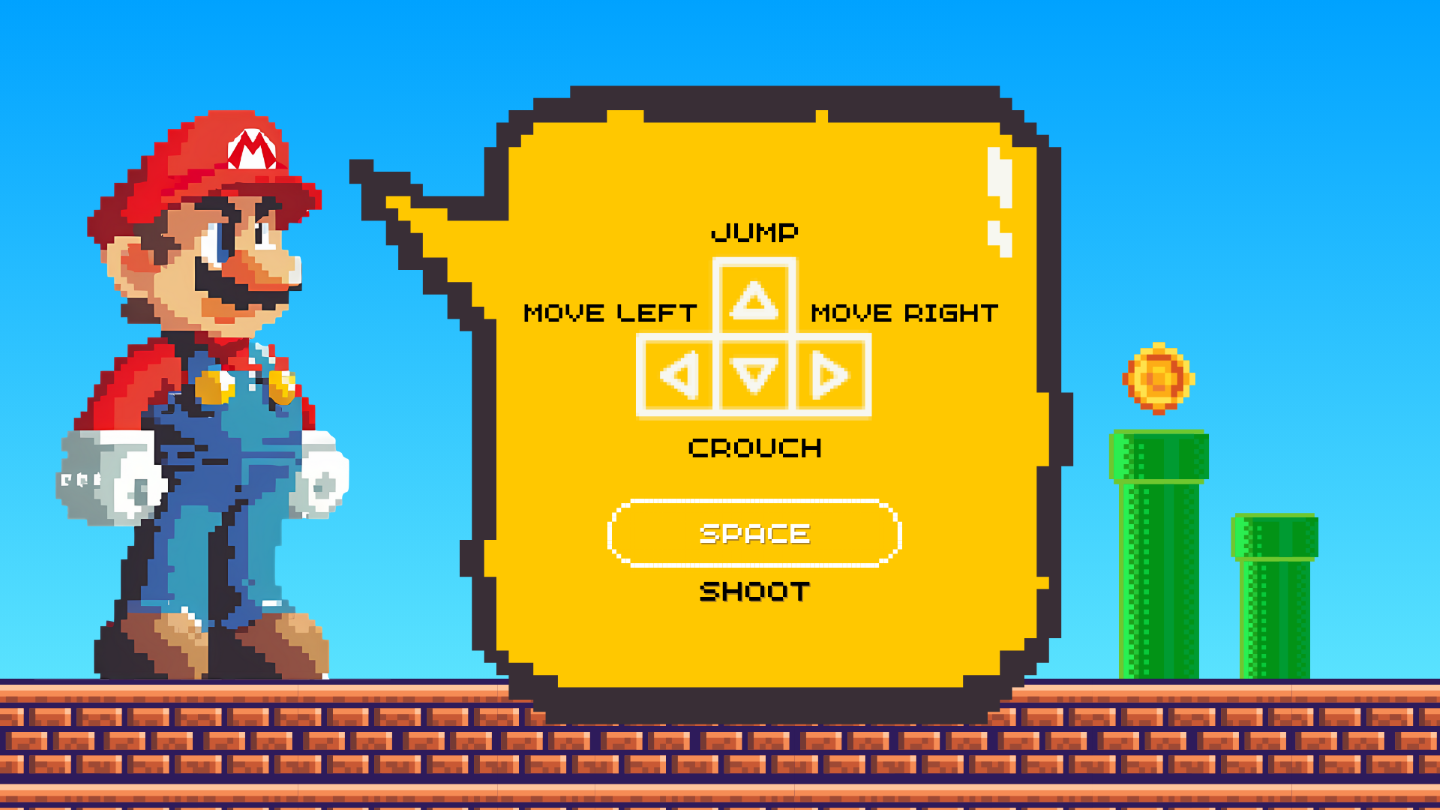 M
JUMP
MOVE LEFT
MOVE RIGHT
CROUCH
SPACE
SHOOT